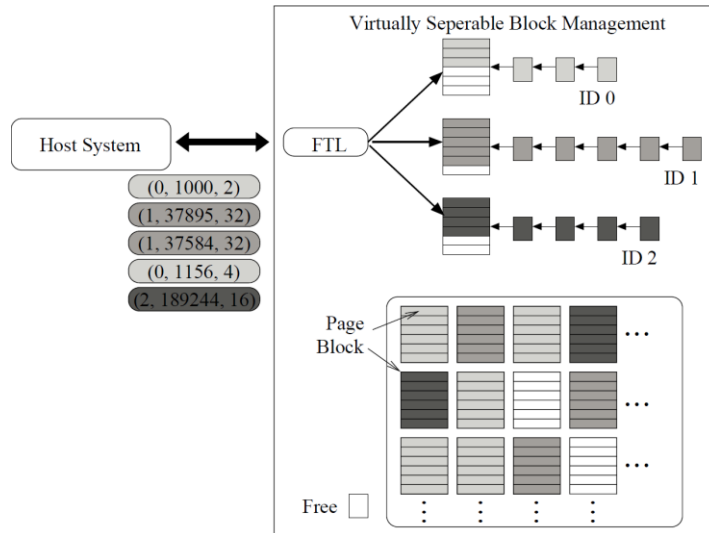 Virtually Seperable Block Management
ID 0
Host System
FTL
ID 1
(0, 1000, 2)
(1, 37895, 32)
(1, 37584, 32)
(0, 1156, 4)
(2, 189244, 16)
ID 2
Page
Block
Free